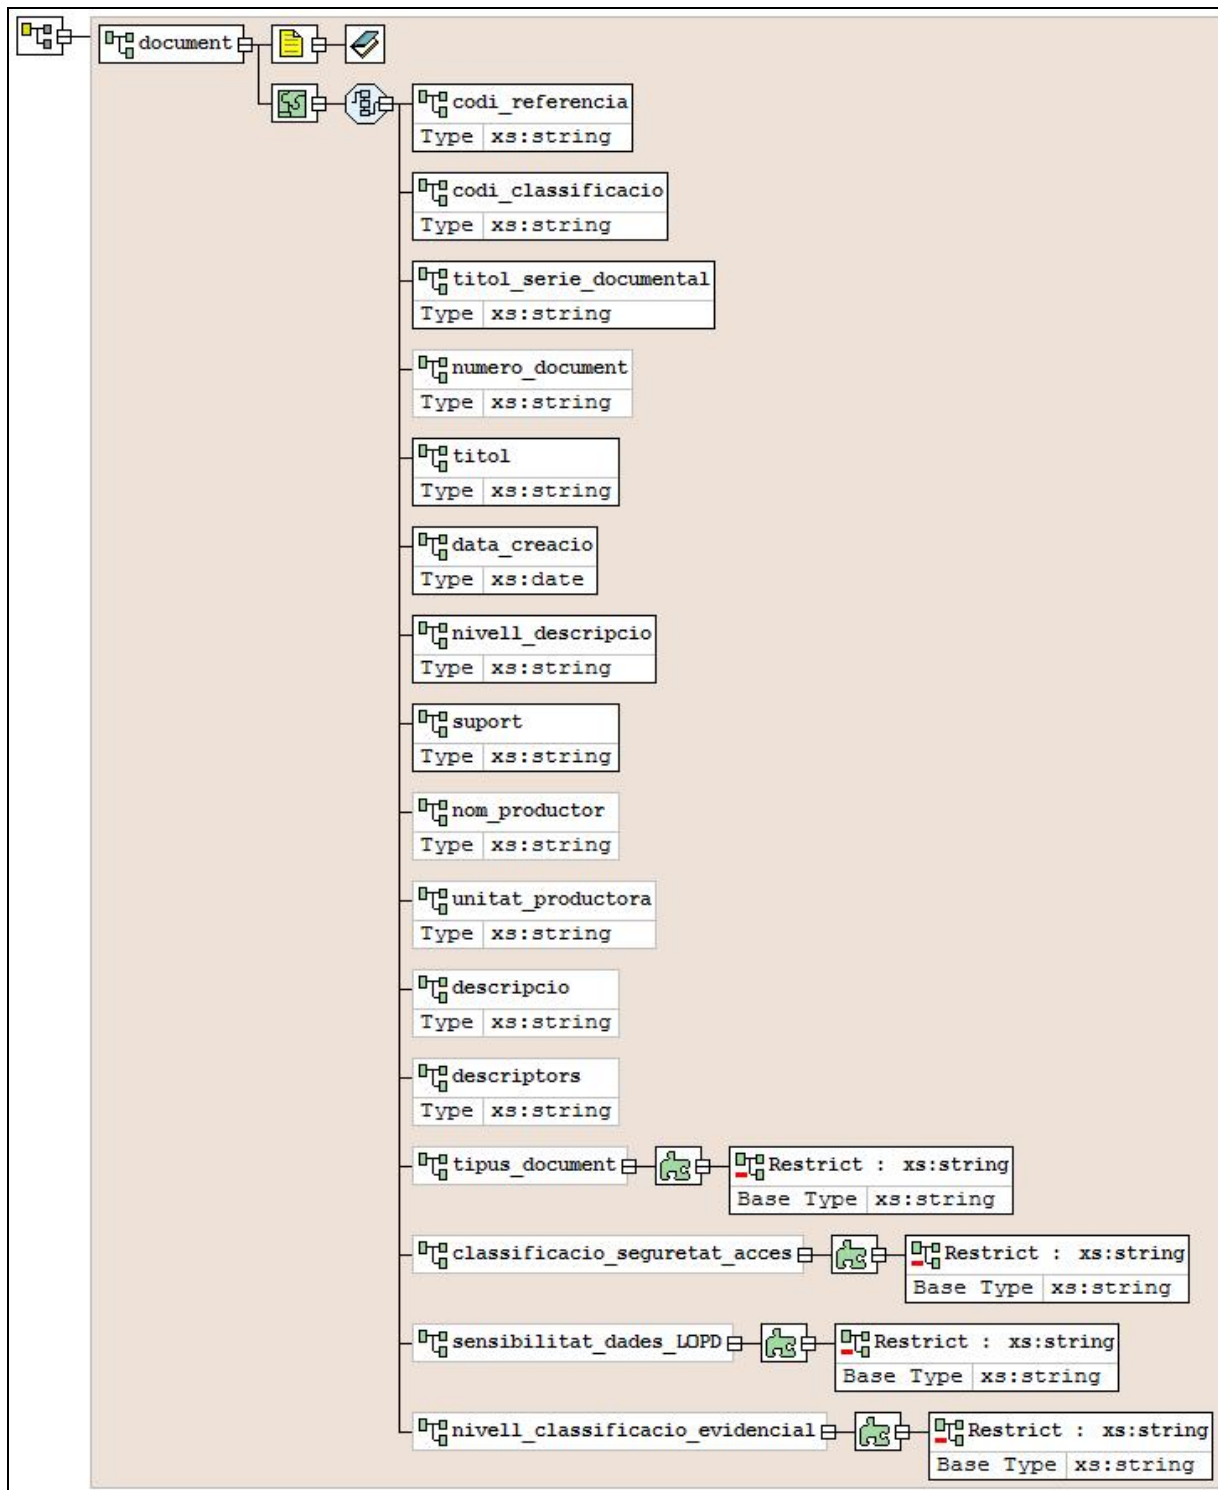 document
codi_referencia
Type xs:string
codi_classificacio
Type xs:string
titol_serie_documental
Type xs:string
numero_document
Type xs:string
titol
Type xs:string
data_creacio
Type xs:date
nivell_descripcio
Type xs:string
suport
Type xs:string
nom_productor
Type xs:string
unitat_productora
Type xs:string
descripcio
Type xs:string
descriptors
Type xs:string
tipus_document Restrict : xs:string
Base Type xs:string
classificacio_seguretat_acces Restrict : xs:string
Base Type xs:string
sensibilitat_dades_LOPD Restrict : xs:string
Base Type xs:string
nivell_classificacio_evidencial Restrict : xs:string
Base Type xs:string